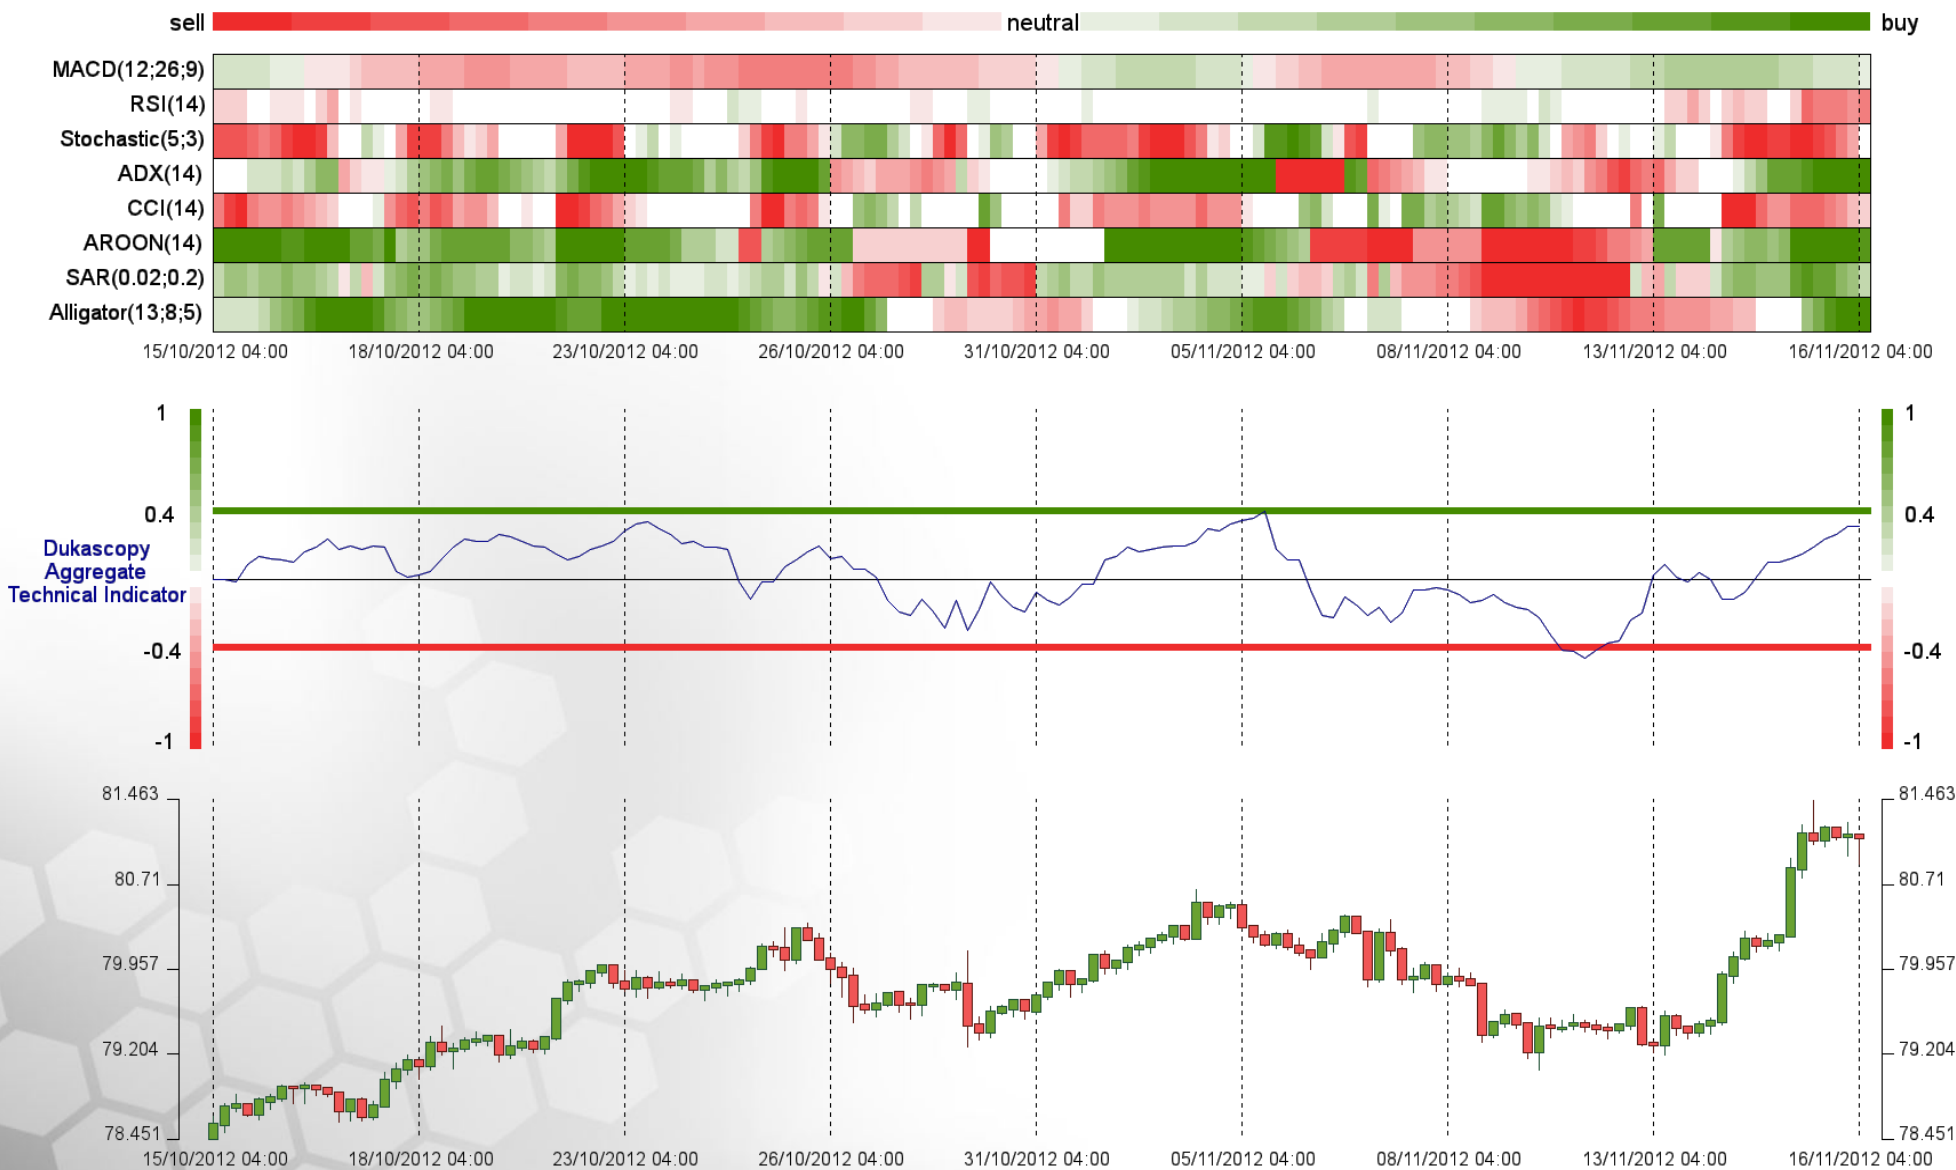 sell neutral buy
MACD(12;26;9)
RSI(14)
Stochastic(5;3)
ADX(14)
CCI(14)
AROON(14)
SAR(0.02;0.2)
Alligator(13;8;5)
15/10/2012 04:00 18/10/2012 04:00 23/10/2012 04:00 26/10/2012 04:00 31/10/2012 04:00 05/11/2012 04:00 08/11/2012 04:00 13/11/2012 04:00 16/11/2012 04:00
1 1
0.4 0.4
Dukascopy
Aggregate
Technical Indicator
-0.4 -0.4
-1 -1
81.463 81.463
80.71 80.71
79.957 79.957
79.204 79.204
78.451 78.451
15/10/2012 04:00 18/10/2012 04:00 23/10/2012 04:00 26/10/2012 04:00 31/10/2012 04:00 05/11/2012 04:00 08/11/2012 04:00 13/11/2012 04:00 16/11/2012 04:00